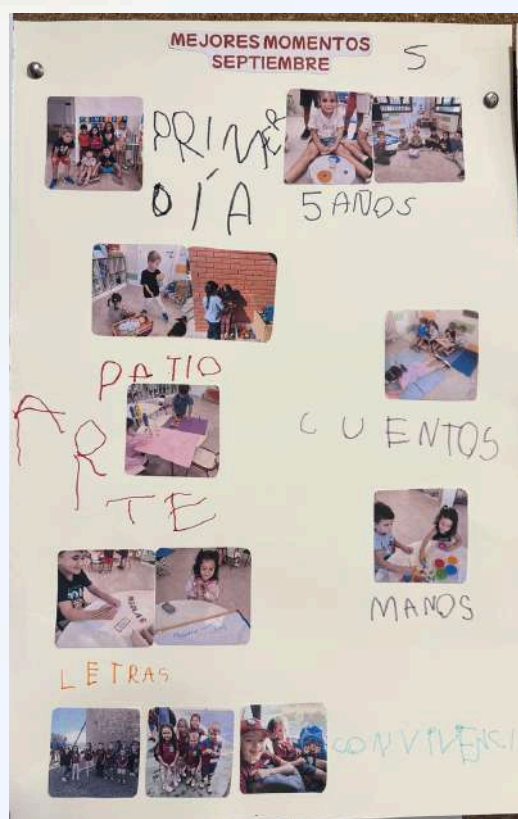 MEJORES MOMENTOS
SEPTIEMBRE
5
PRIMER
DÍA
5 AÑOS
PATIO
ARTE
CUENTOS
MANOS
LETRAS
CONVIVENCI